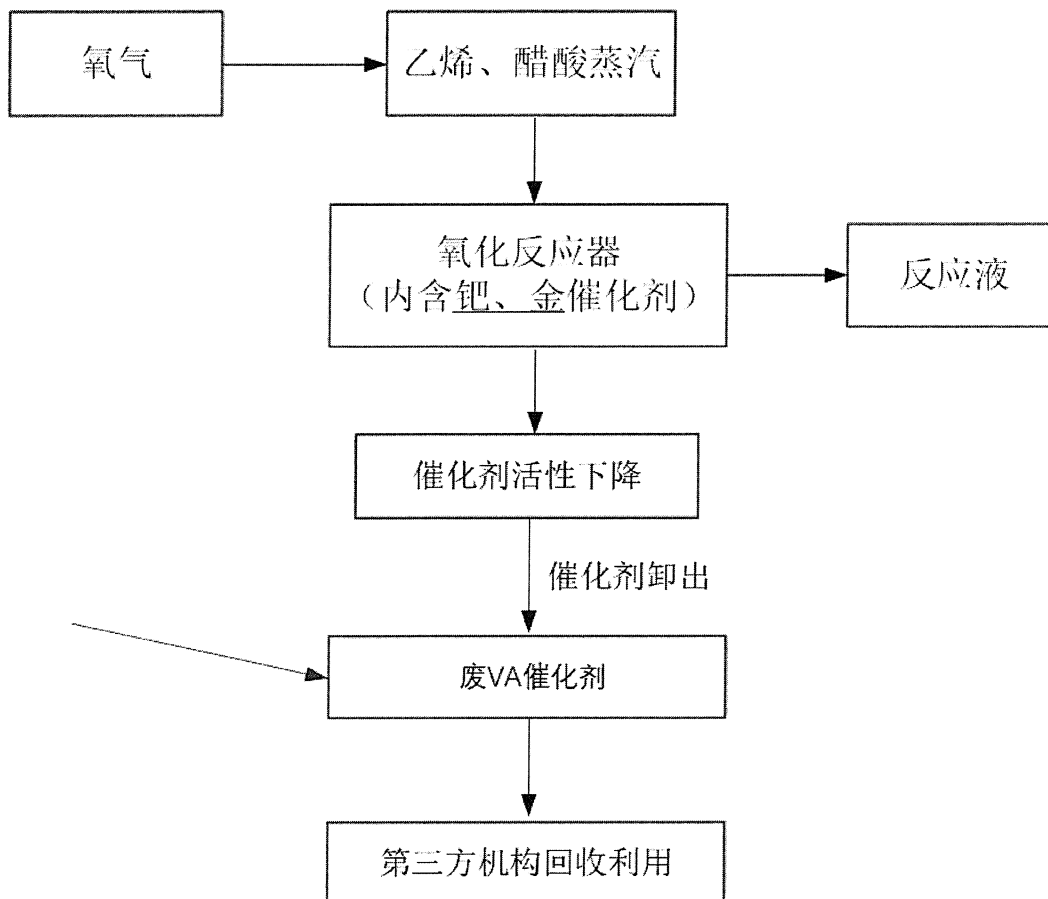 氧气
乙烯、醋酸蒸汽
氧化反应器
（内含钯、金催化剂）
反应液
催化剂活性下降
催化剂卸出
废VA催化剂
第三方机构回收利用